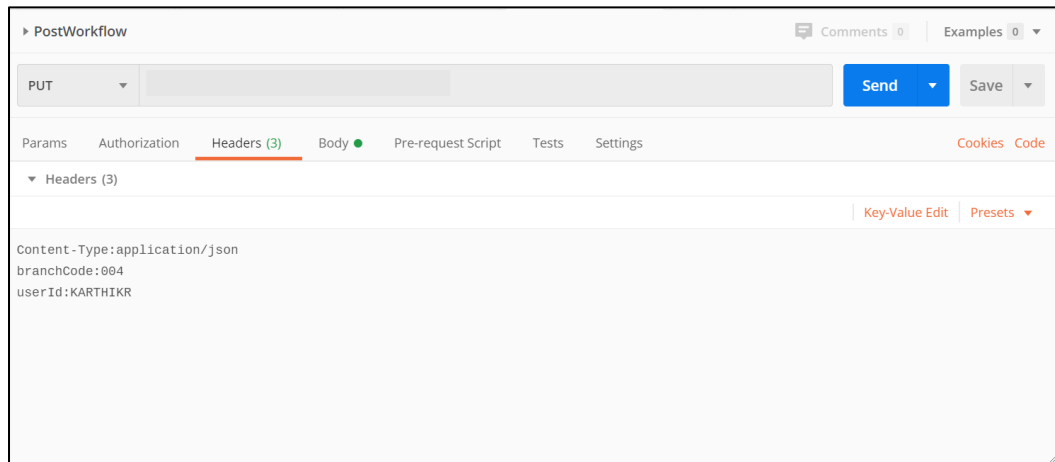 PostWorkflow Comments 0 Examples 0
PUT Send Save
Params Authorization Headers (3) Body Pre-request Script Tests Settings Cookies Code
Headers (3)
Key-Value Edit Presets
Content-Type:application/json
branchCode:004
userId:KARTHIKR